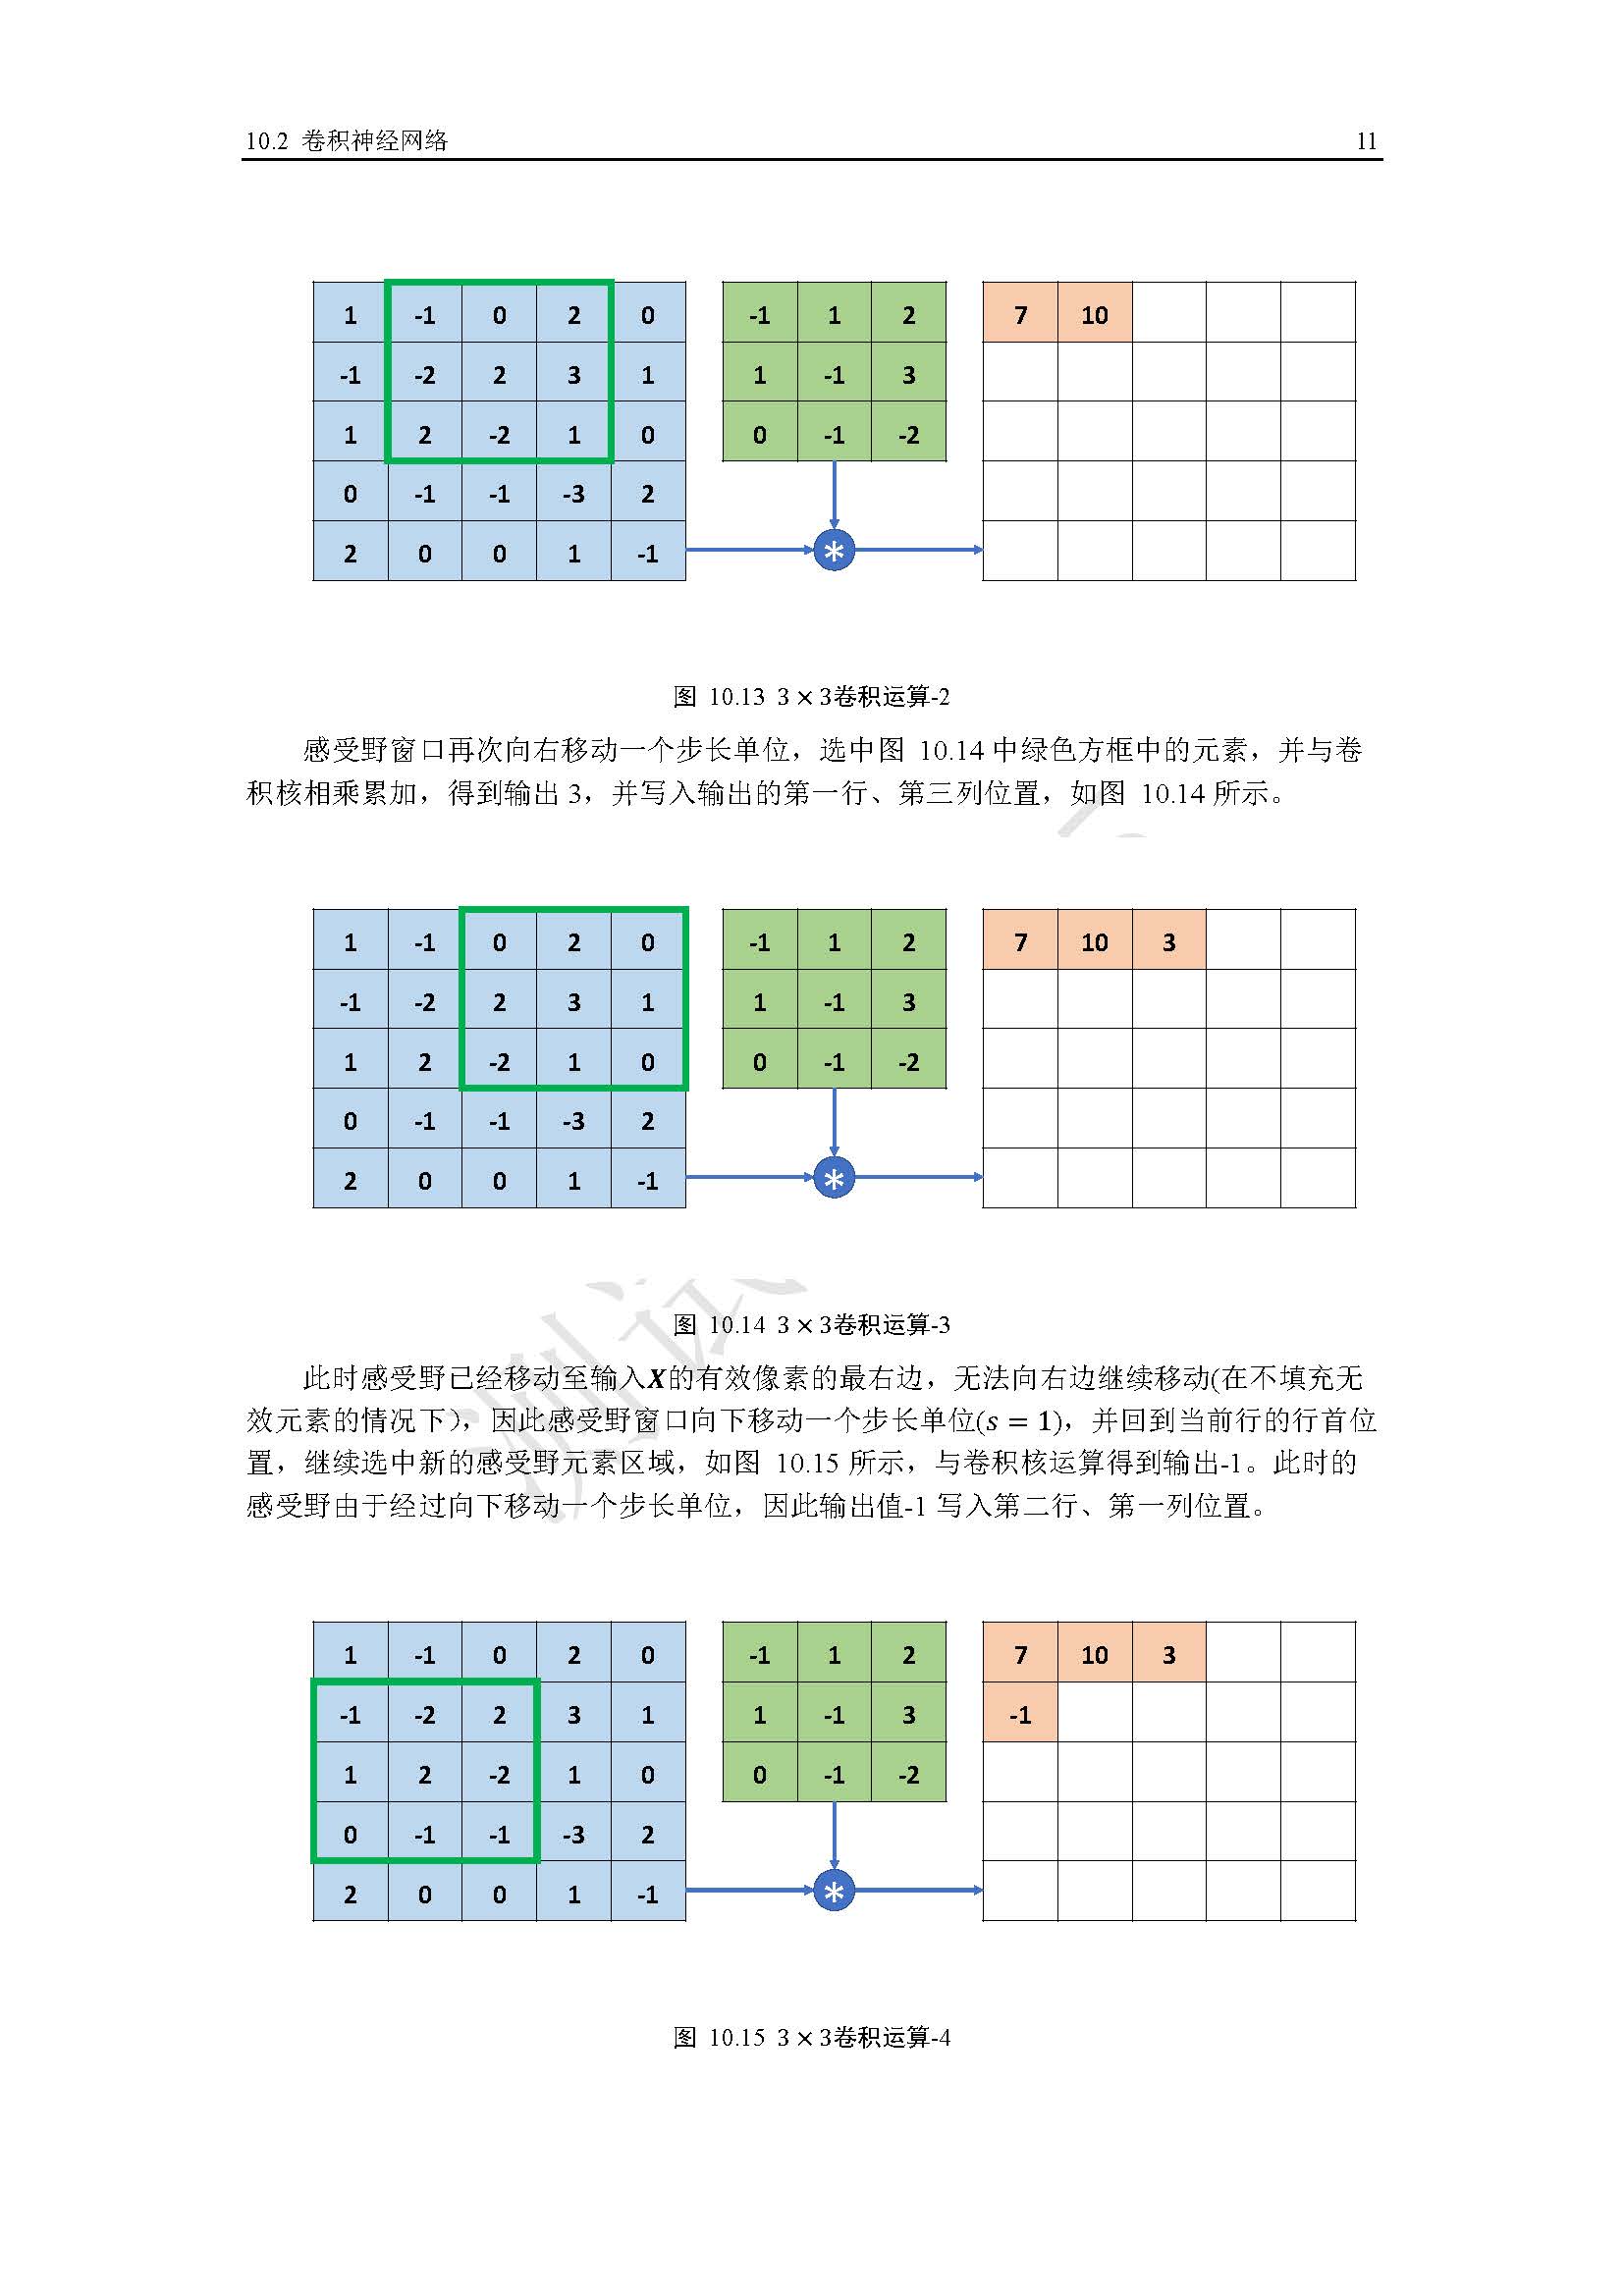 10.2 卷积神经网络 11
1 -1 0 2 0 -1 1 2 7 10
-1 -2 2 3 1 1 -1 3
1 2 -2 1 0 0 -1 -2
0 -1 -1 -3 2
2 0 0 1 -1 *
图 10.13 3 × 3卷积运算-2
感受野窗口再次向右移动一个步长单位，选中图 10.14 中绿色方框中的元素，并与卷
积核相乘累加，得到输出 3，并写入输出的第一行、第三列位置，如图 10.14 所示。
1 -1 0 2 0 -1 1 2 7 10 3
-1 -2 2 3 1 1 -1 3
1 2 -2 1 0 0 -1 -2
0 -1 -1 -3 2
2 0 0 1 -1 *
图 10.14 3 × 3卷积运算-3
此时感受野已经移动至输入X的有效像素的最右边，无法向右边继续移动(在不填充无
效元素的情况下)，因此感受野窗口向下移动一个步长单位(s = 1)，并回到当前行的行首位
置，继续选中新的感受野元素区域，如图 10.15 所示，与卷积核运算得到输出-1。此时的
感受野由于经过向下移动一个步长单位，因此输出值-1 写入第二行、第一列位置。
1 -1 0 2 0 -1 1 2 7 10 3
-1 -2 2 3 1 1 -1 3 -1
1 2 -2 1 0 0 -1 -2
0 -1 -1 -3 2
2 0 0 1 -1 *
图 10.15 3 × 3卷积运算-4